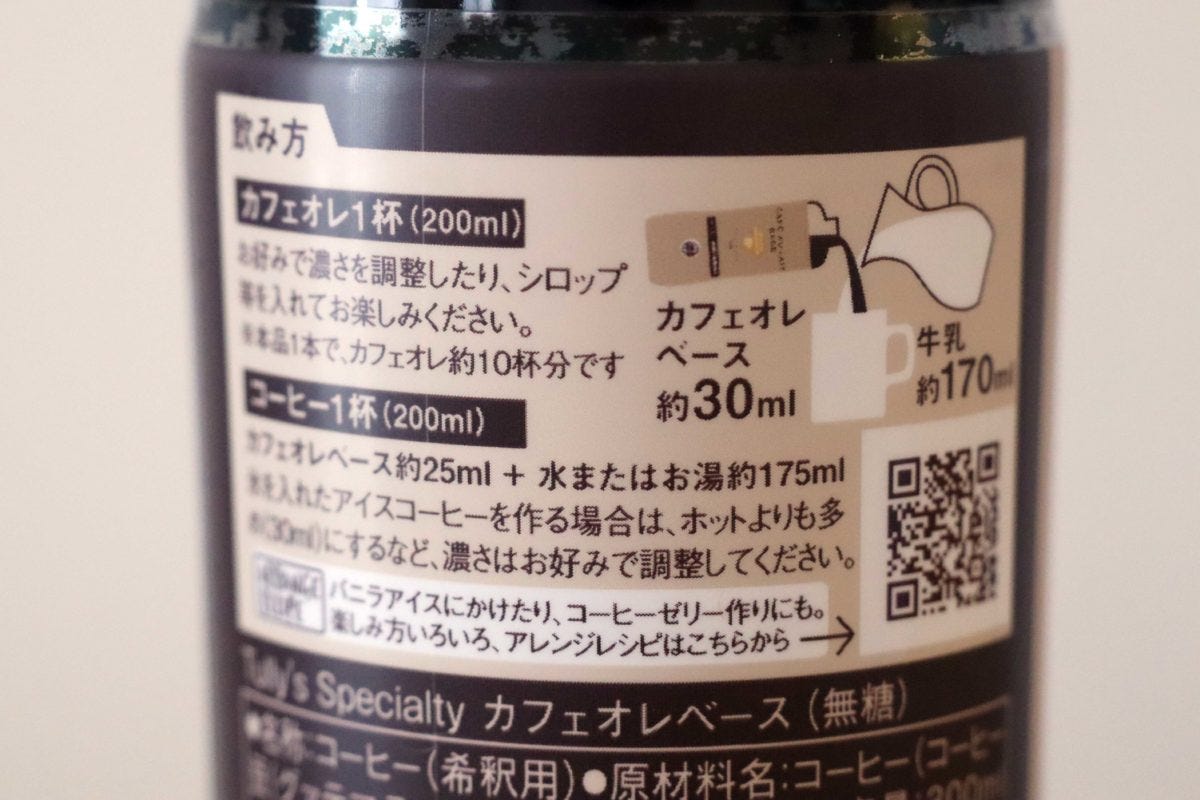 飲み方
カフェオレ1杯(200ml)
お好みで濃さを調整したり、シロップ
等を入れてお楽しみください。
※本品1本で、カフェオレ約10杯分です
カフェオレ
ベース
約30ml
牛乳
約170ml
コーヒー1杯(200ml)
カフェオレベース約25ml + 水またはお湯約175ml
氷を入れたアイスコーヒーを作る場合は、ホットよりも多
め(30ml)にするなど、濃さはお好みで調整してください。
バニラアイスにかけたり、コーヒーゼリー作りにも。
楽しみ方いろいろ、アレンジレシピはこちらから→
Tully's Specialty カフェオレベース(無糖)
●名称:コーヒー(希釈用)●原材料名:コーヒー(コーヒー
300ml